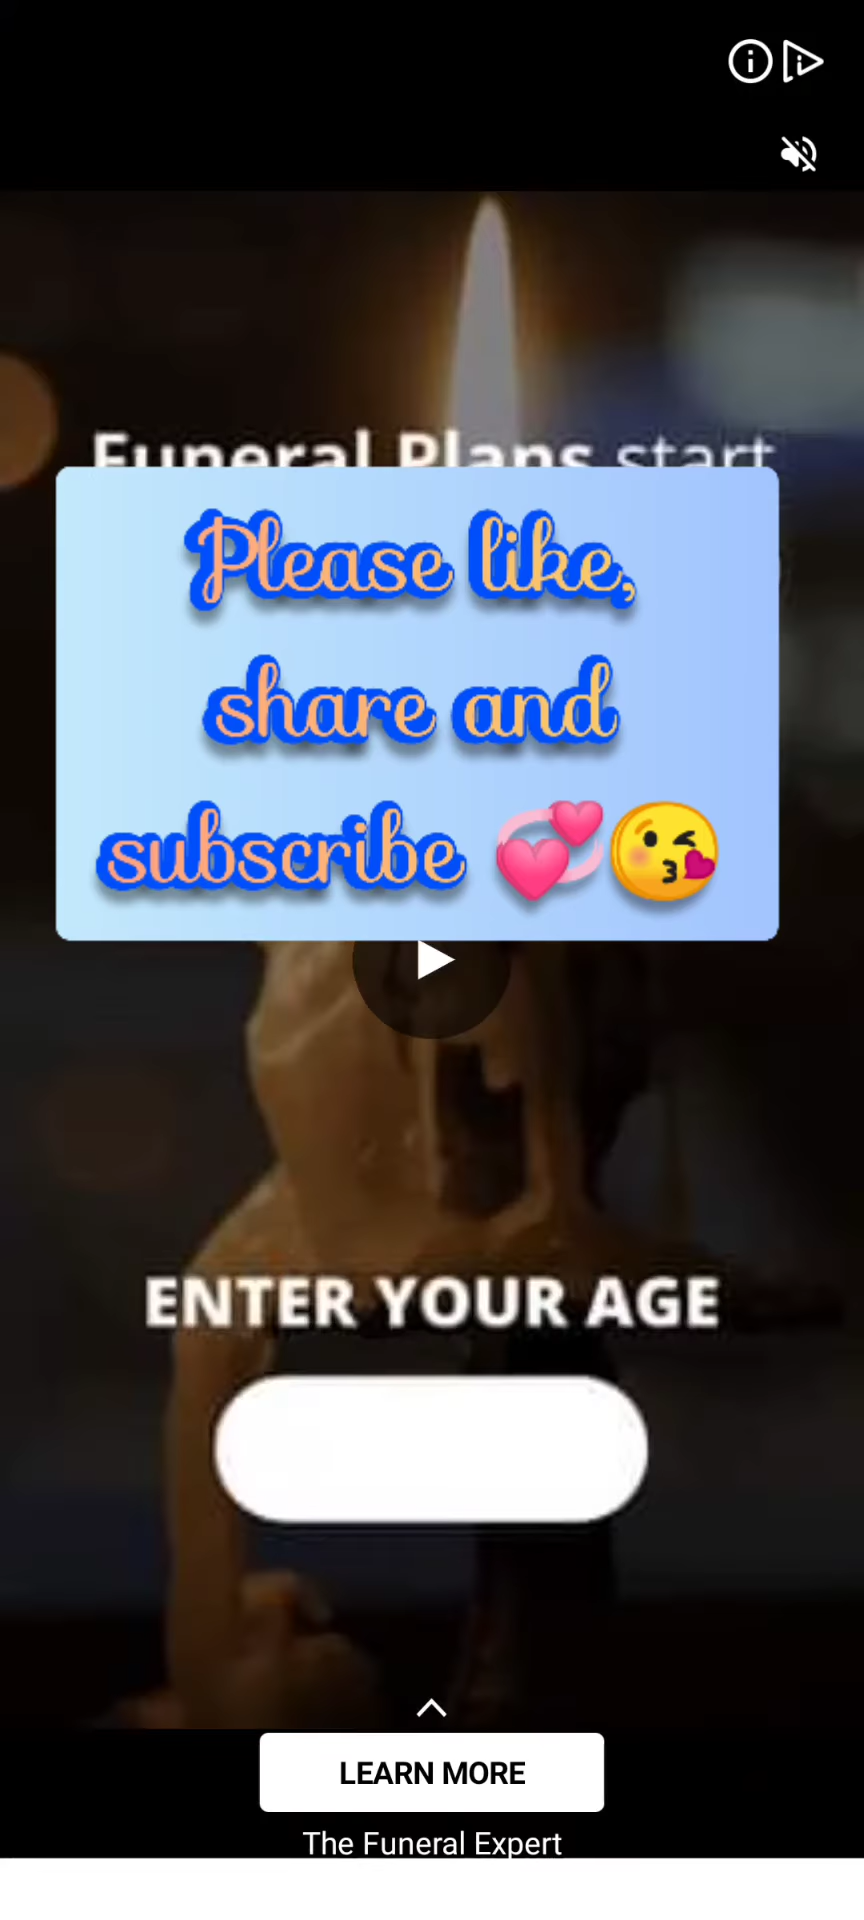 Funeral Plans start
Please like,
share and
subscribe 💞😘
ENTER YOUR AGE
LEARN MORE
The Funeral Expert